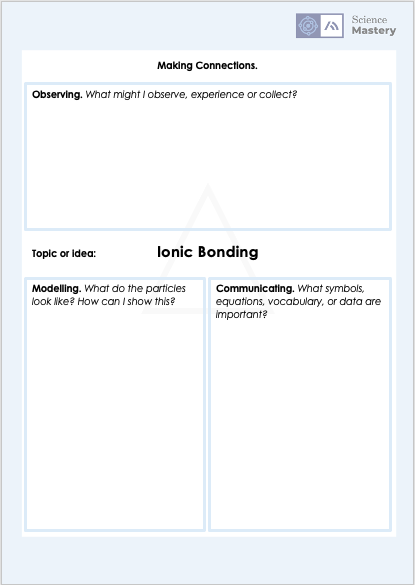 Science
Mastery
Making Connections.
Observing. What might I observe, experience or collect?
Topic or Idea: Ionic Bonding
Modelling. What do the particles
look like? How can I show this?
Communicating. What symbols,
equations, vocabulary, or data are
important?